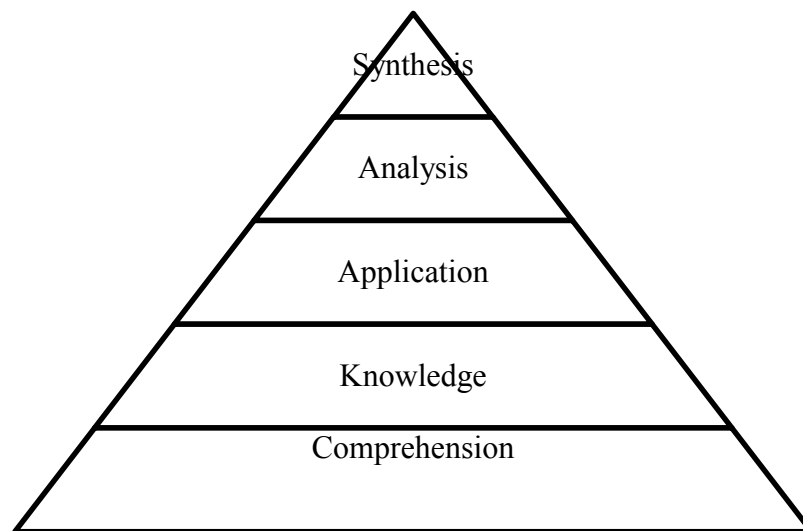 Synthesis
Analysis
Application
Knowledge
Comprehension